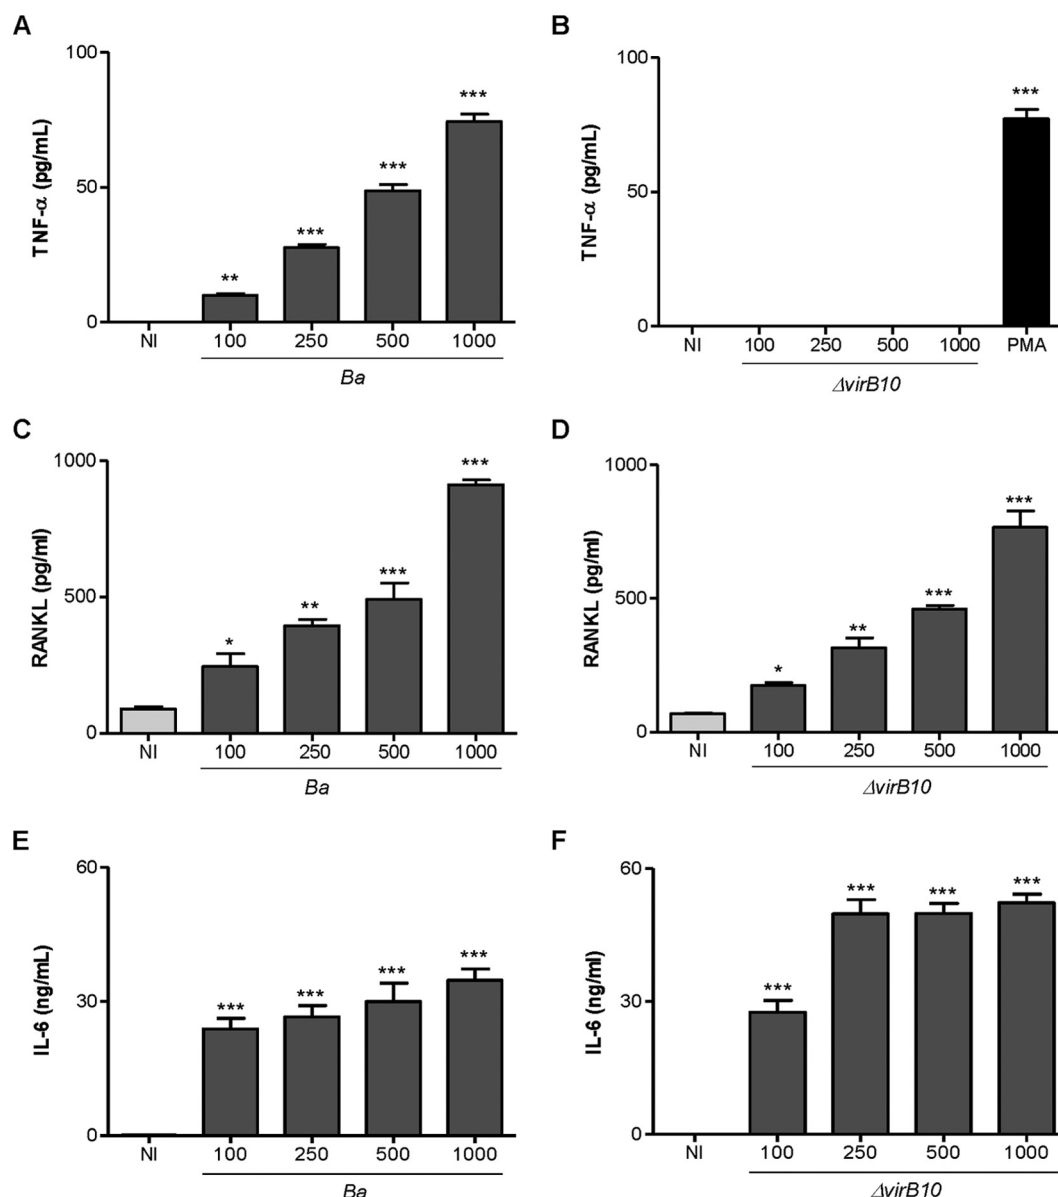 A
TNF-α (pg/mL)
100
50
0
**
***
***
***
NI 100 250 500 1000
Ba
B
TNF-α (pg/mL)
100
50
0
***
NI 100 250 500 1000 PMA
ΔvirB10
C
RANKL (pg/ml)
1000
500
0
*
**
***
***
NI 100 250 500 1000
Ba
D
RANKL (pg/ml)
1000
500
0
*
**
***
***
NI 100 250 500 1000
ΔvirB10
E
IL-6 (ng/mL)
60
30
0
***
***
***
***
NI 100 250 500 1000
Ba
F
IL-6 (ng/ml)
60
30
0
***
***
***
***
NI 100 250 500 1000
ΔvirB10